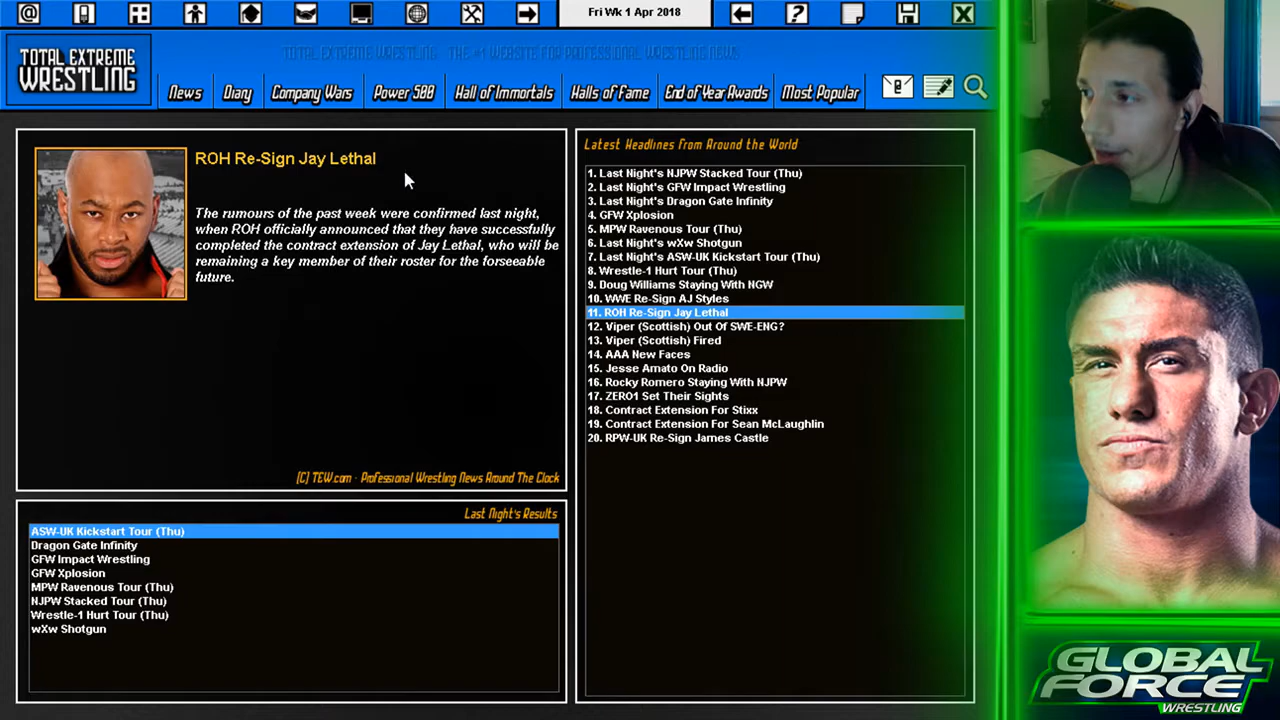 Fri Wk 1 Apr 2018
TOTAL EXTREME
WRESTLING
TOTAL EXTREME WRESTLING - THE #1 WEBSITE FOR PROFESSIONAL WRESTLING NEWS
News
Diary
Company Wars
Power 500
Hall of Immortals
Halls of Fame
End of Year Awards
Most Popular
ROH Re-Sign Jay Lethal
The rumours of the past week were confirmed last night,
when ROH officially announced that they have successfully
completed the contract extension of Jay Lethal, who will be
remaining a key member of their roster for the forseeable
future.
(C) TEW.com - Professional Wrestling News Around The Clock
Last Night's Results
ASW-UK Kickstart Tour (Thu)
Dragon Gate Infinity
GFW Impact Wrestling
GFW Xplosion
MPW Ravenous Tour (Thu)
NJPW Stacked Tour (Thu)
Wrestle-1 Hurt Tour (Thu)
wXw Shotgun
Latest Headlines From Around the World
1. Last Night's NJPW Stacked Tour (Thu)
2. Last Night's GFW Impact Wrestling
3. Last Night's Dragon Gate Infinity
4. GFW Xplosion
5. MPW Ravenous Tour (Thu)
6. Last Night's wXw Shotgun
7. Last Night's ASW-UK Kickstart Tour (Thu)
8. Wrestle-1 Hurt Tour (Thu)
9. Doug Williams Staying With NGW
10. WWE Re-Sign AJ Styles
11. ROH Re-Sign Jay Lethal
12. Viper (Scottish) Out Of SWE-ENG?
13. Viper (Scottish) Fired
14. AAA New Faces
15. Jesse Amato On Radio
16. Rocky Romero Staying With NJPW
17. ZERO1 Set Their Sights
18. Contract Extension For Stixx
19. Contract Extension For Sean McLaughlin
20. RPW-UK Re-Sign James Castle
GLOBAL
FORCE
WRESTLING